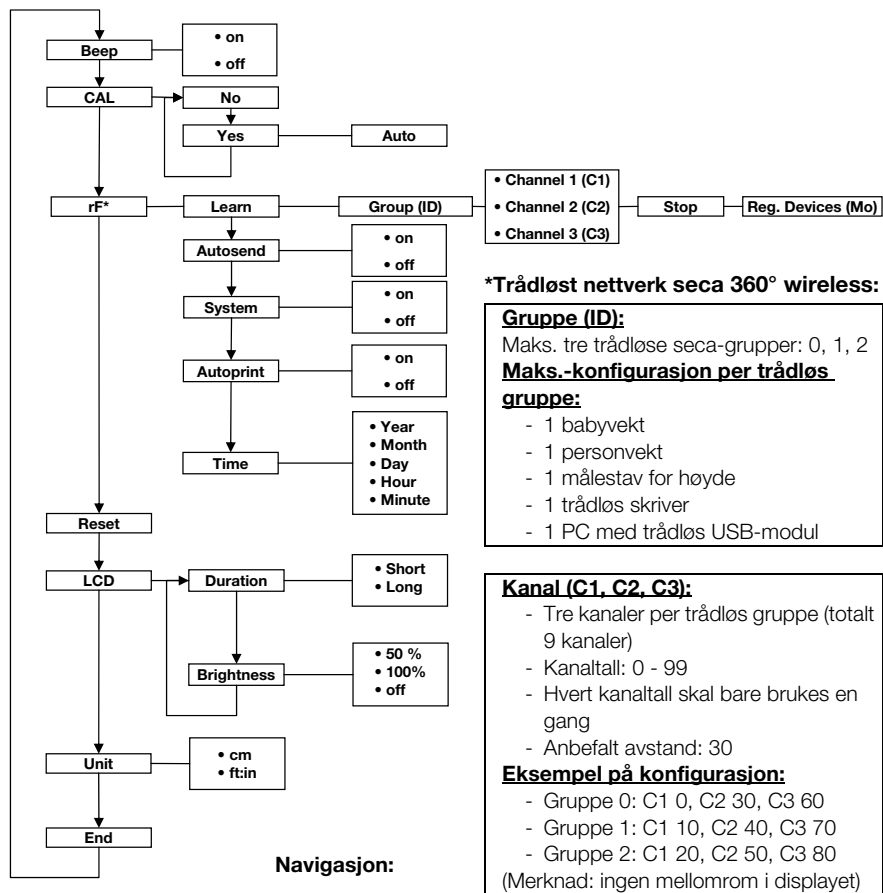 Beep
• on
• off
CAL
No
Yes
Auto
rF*
Learn
Group (ID)
• Channel 1 (C1)
• Channel 2 (C2)
• Channel 3 (C3)
Stop
Reg. Devices (Mo)
Autosend
• on
• off
System
• on
• off
Autoprint
• on
• off
Time
• Year
• Month
• Day
• Hour
• Minute
Reset
LCD
Duration
• Short
• Long
Brightness
• 50 %
• 100%
• off
Unit
• cm
• ft:in
End
Navigasjon:
*Trådløst nettverk seca 360° wireless:
Gruppe (ID):
Maks. tre trådløse seca-grupper: 0, 1, 2
Maks.-konfigurasjon per trådløs
gruppe:
- 1 babyvekt
- 1 personvekt
- 1 målestav for høyde
- 1 trådløs skriver
- 1 PC med trådløs USB-modul
Kanal (C1, C2, C3):
- Tre kanaler per trådløs gruppe (totalt
9 kanaler)
- Kanaltall: 0 - 99
- Hvert kanaltall skal bare brukes en
gang
- Anbefalt avstand: 30
Eksempel på konfigurasjon:
- Gruppe 0: C1 0, C2 30, C3 60
- Gruppe 1: C1 10, C2 40, C3 70
- Gruppe 2: C1 20, C2 50, C3 80
(Merknad: ingen mellomrom i displayet)